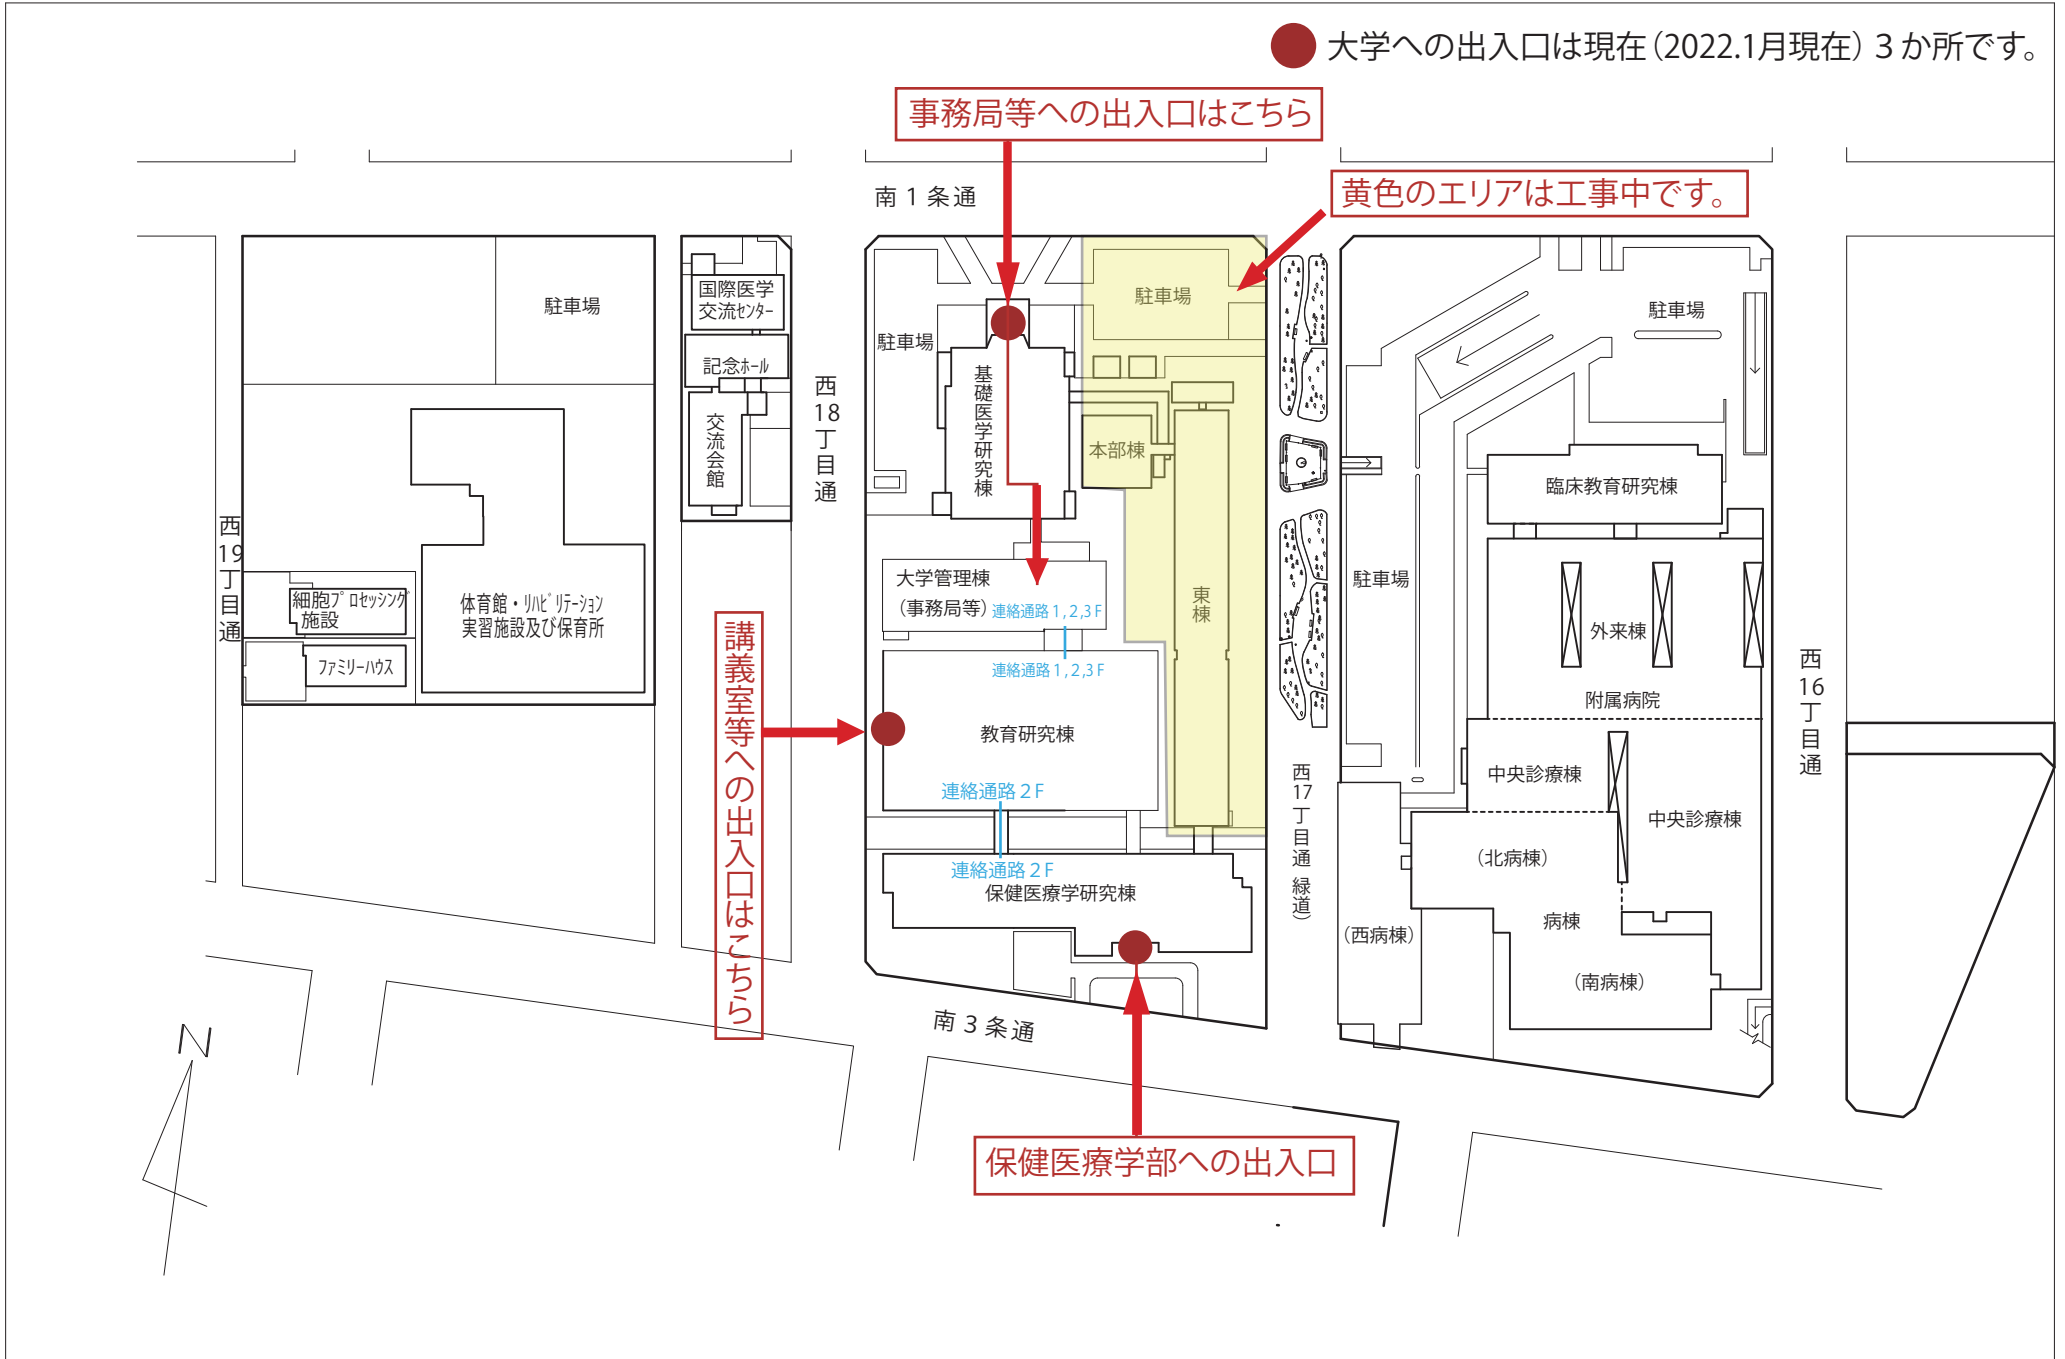 大学への出入口は現在(2022.1月現在)３か所です。
事務局等への出入口はこちら
黄色のエリアは工事中です。
南１条通
駐車場
国際医学
交流ｾﾝﾀｰ
記念ﾎｰﾙ
交流会館
西18丁目通
駐車場
基礎医学研究棟
駐車場
本部棟
東棟
駐車場
臨床教育研究棟
駐車場
外来棟
附属病院
中央診療棟
中央診療棟
(北病棟)
病棟
(西病棟)
(南病棟)
西16丁目通
西19丁目通
細胞ﾌﾟﾛｾｯｼﾝｸﾞ
施設
体育館・ﾘﾊﾋﾞﾘﾃｰｼｮﾝ
実習施設及び保育所
ﾌｧﾐﾘｰﾊｳｽ
大学管理棟
(事務局等)
連絡通路１,２,３F
連絡通路１,２,３F
講義室等への出入口はこちら
教育研究棟
連絡通路２F
連絡通路２F
保健医療学研究棟
西17丁目通 緑道）
南３条通
保健医療学部への出入口
N